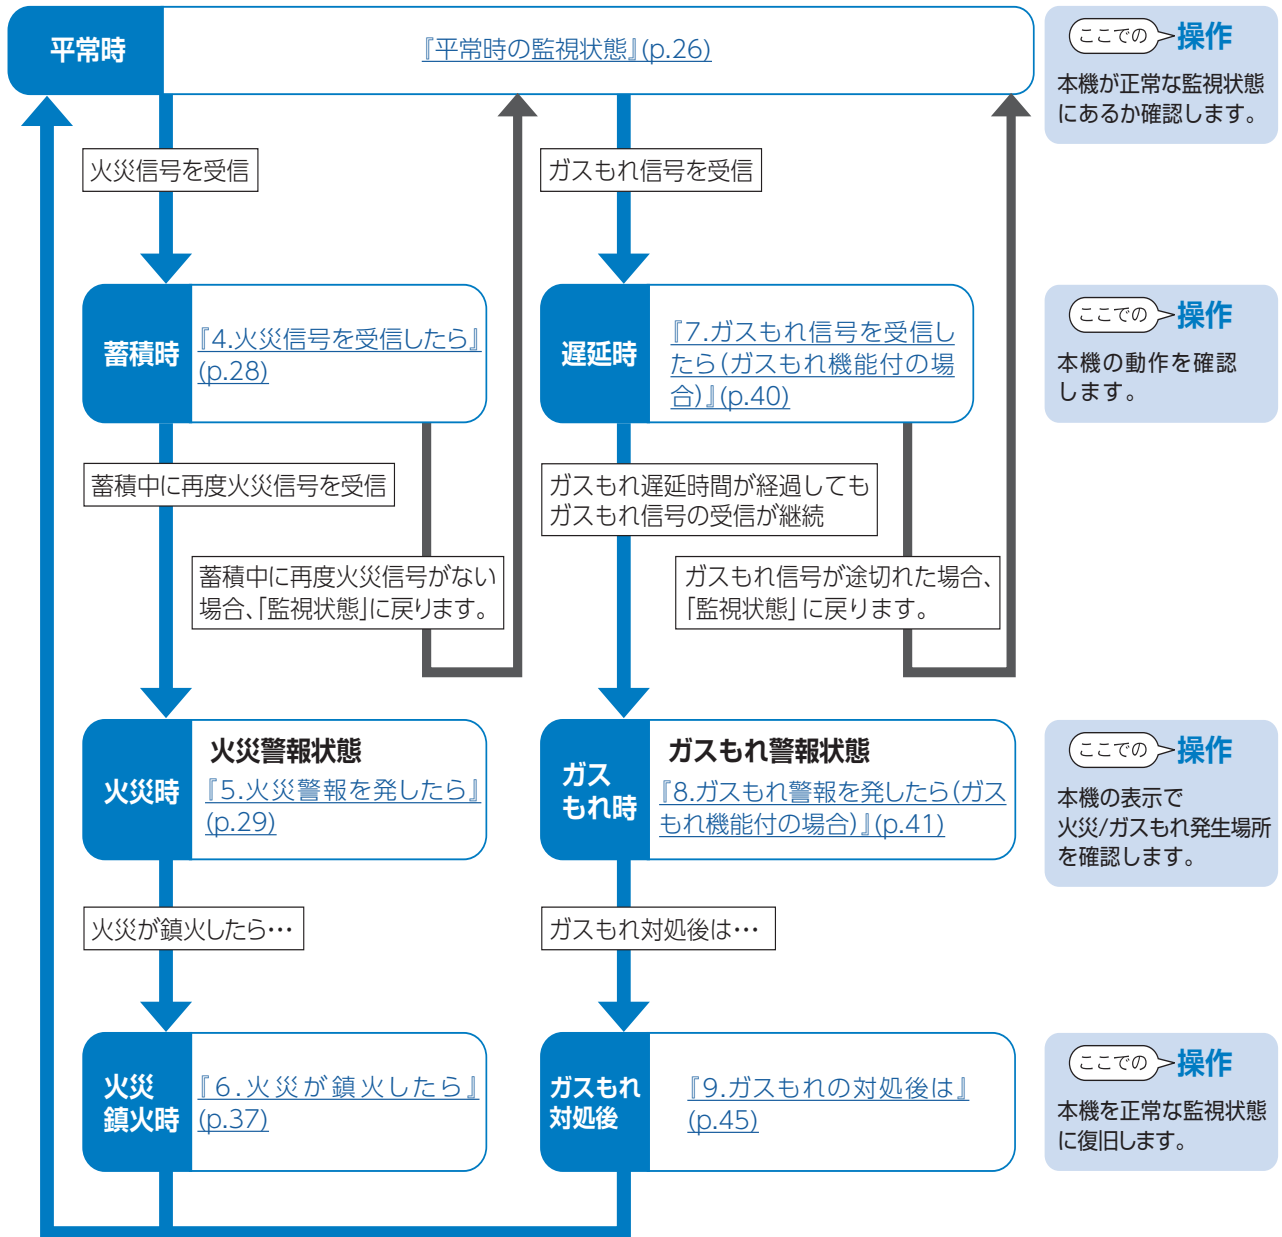 平常時
『平常時の監視状態』(p.26)
ここでの 操作
本機が正常な監視状態
にあるか確認します。
火災信号を受信
ガスもれ信号を受信
蓄積時
『4.火災信号を受信したら』
(p.28)
遅延時
『7.ガスもれ信号を受信し
たら(ガスもれ機能付の場
合)』(p.40)
ここでの 操作
本機の動作を確認
します。
蓄積中に再度火災信号を受信
ガスもれ遅延時間が経過しても
ガスもれ信号の受信が継続
蓄積中に再度火災信号がない
場合、「監視状態」に戻ります。
ガスもれ信号が途切れた場合、
「監視状態」に戻ります。
火災時
火災警報状態
『5.火災警報を発したら』
(p.29)
ガス
もれ時
ガスもれ警報状態
『8.ガスもれ警報を発したら(ガス
もれ機能付の場合)』(p.41)
ここでの 操作
本機の表示で
火災/ガスもれ発生場所
を確認します。
火災が鎮火したら・・・
ガスもれ対処後は・・・
火災
鎮火時
『6.火災が鎮火したら』
(p.37)
ガスもれ
対処後
『9.ガスもれの対処後は』
(p.45)
ここでの 操作
本機を正常な監視状態
に復旧します。